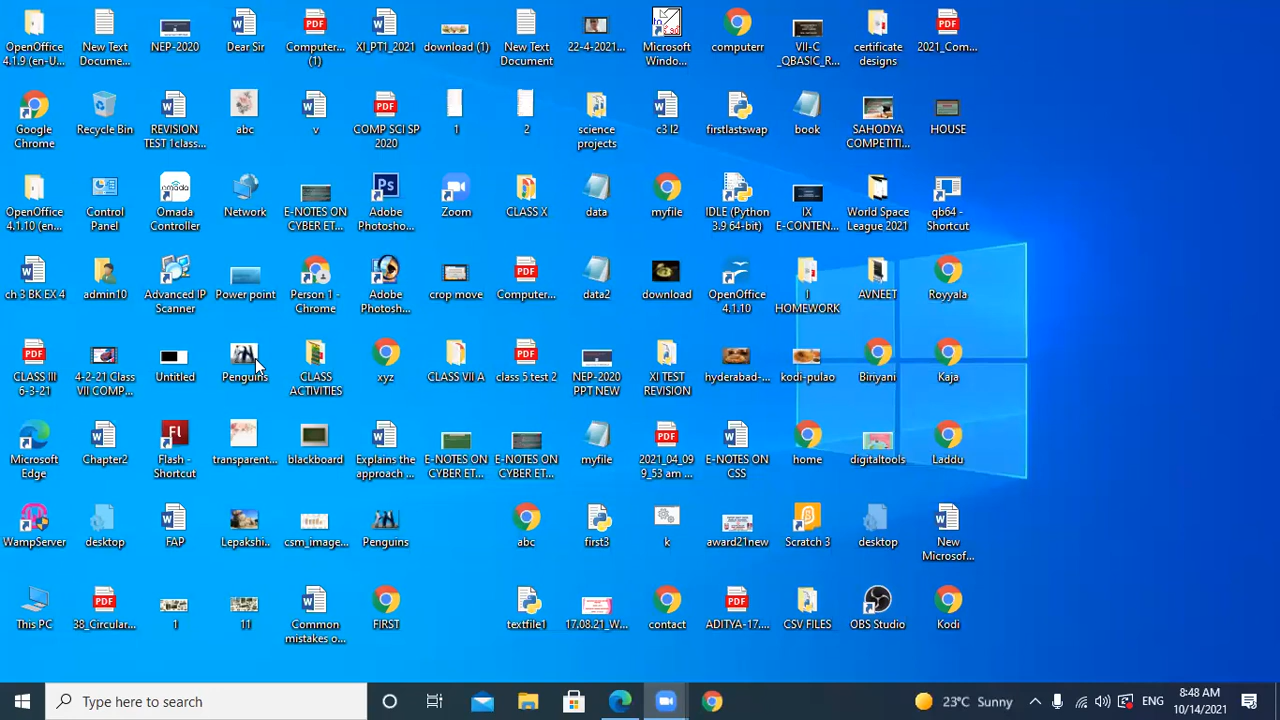 OpenOffice
4.1.9 (en-U...
New Text
Docume...
NEP-2020
Dear Sir
Computer...
(1)
XI_PT1_2021
download (1)
New Text
Document
22-4-2021...
Microsoft
Windo...
computerr
VII-C
_QBASIC_R...
certificate
designs
2021_Com...
Google
Chrome
Recycle Bin
REVISION
TEST 1class...
abc
v
COMP SCI SP
2020
1
2
science
projects
c3 l2
firstlastswap
book
SAHODYA
COMPETITI...
HOUSE
OpenOffice
4.1.10 (en...
Control
Panel
Omada
Controller
Network
E-NOTES ON
CYBER ET...
Adobe
Photosho...
Zoom
CLASS X
data
myfile
IDLE (Python
3.9 64-bit)
IX
E-CONTEN...
World Space
League 2021
qb64 -
Shortcut
ch 3 BK EX 4
admin10
Advanced IP
Scanner
Power point
Person 1 -
Chrome
Adobe
Photosh...
crop move
Computer...
data2
download
OpenOffice
4.1.10
I
HOMEWORK
AVNEET
Royyala
CLASS III
6-3-21
4-2-21 Class
VII COMP...
Untitled
Penguins
CLASS
ACTIVITIES
xyz
CLASS VII A
class 5 test 2
NEP-2020
PPT NEW
XI TEST
REVISION
hyderabad-...
kodi-pulao
Biriyani
Kaja
Microsoft
Edge
Chapter2
Flash -
Shortcut
transparent...
blackboard
Explains the
approach ...
E-NOTES ON
CYBER ET...
E-NOTES ON
CYBER ET...
myfile
2021_04_09
9_53 am ...
E-NOTES ON
CSS
home
digitaltools
Laddu
WampServer
desktop
FAP
Lepakshi...
csm_image...
Penguins
abc
first3
k
award21new
Scratch 3
desktop
New
Microsof...
This PC
38_Circular...
1
11
Common
mistakes o...
FIRST
textfile1
17.08.21_W...
contact
ADITYA-17....
CSV FILES
OBS Studio
Kodi
Type here to search
23°C Sunny
ENG
8:48 AM
10/14/2021